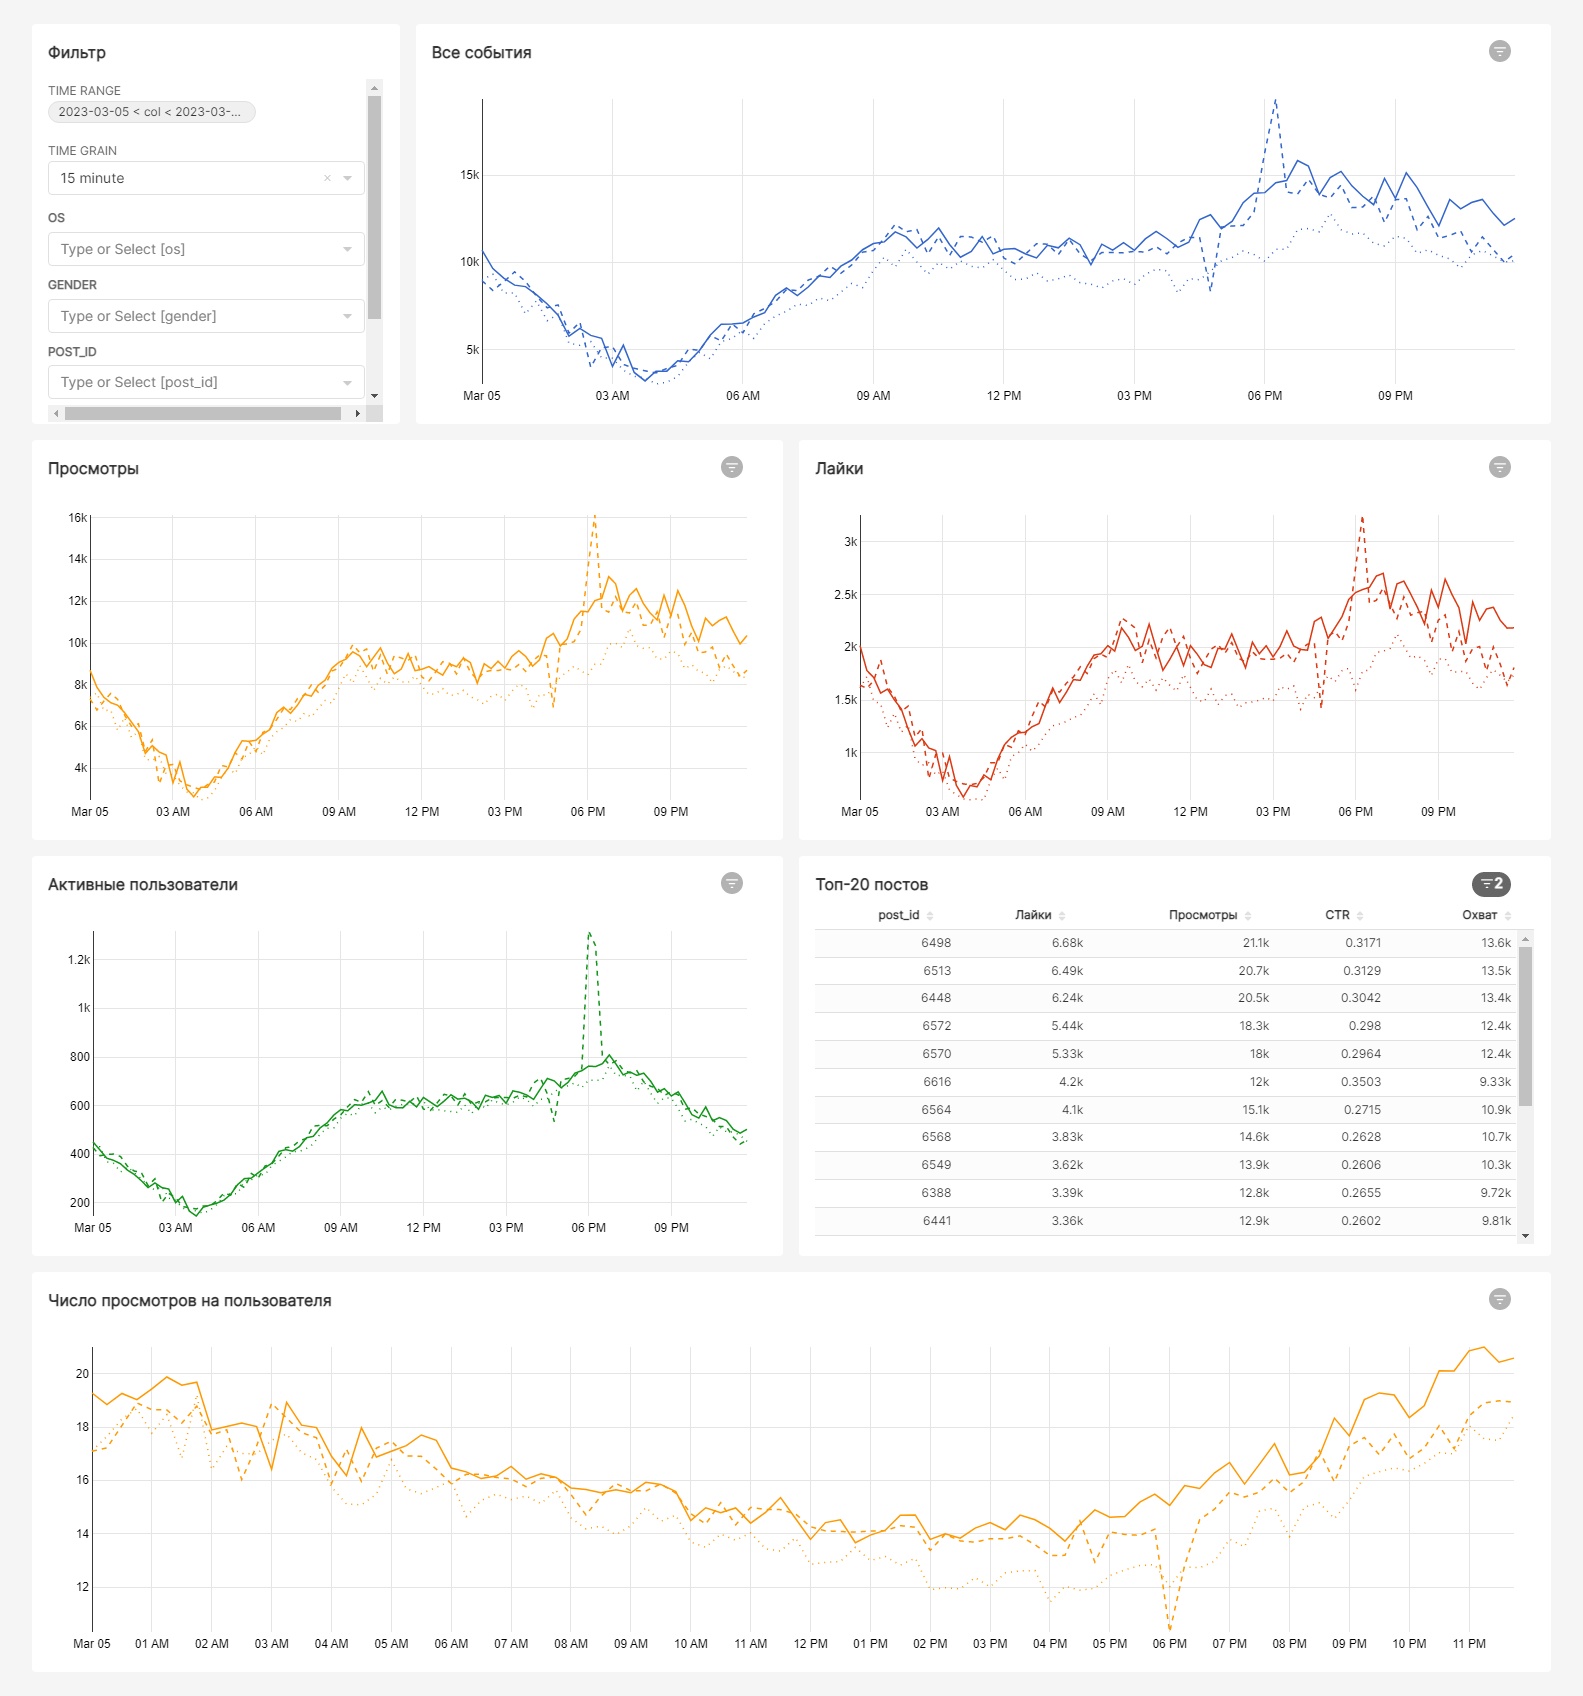 Фильтр
TIME RANGE
2023-03-05 < col < 2023-03-...
TIME GRAIN
15 minute
OS
Type or Select [os]
GENDER
Type or Select [gender]
POST_ID
Type or Select [post_id]
Все события
15k
10k
5k
Mar 05 03 AM 06 AM 09 AM 12 PM 03 PM 06 PM 09 PM
Просмотры
16k
14k
12k
10k
8k
6k
4k
Mar 05 03 AM 06 AM 09 AM 12 PM 03 PM 06 PM 09 PM
Лайки
3k
2.5k
2k
1.5k
1k
Mar 05 03 AM 06 AM 09 AM 12 PM 03 PM 06 PM 09 PM
Активные пользователи
1.2k
1k
800
600
400
200
Mar 05 03 AM 06 AM 09 AM 12 PM 03 PM 06 PM 09 PM
Топ-20 постов
2
post_id Лайки Просмотры CTR Охват
6498 6.68k 21.1k 0.3171 13.6k
6513 6.49k 20.7k 0.3129 13.5k
6448 6.24k 20.5k 0.3042 13.4k
6572 5.44k 18.3k 0.298 12.4k
6570 5.33k 18k 0.2964 12.4k
6616 4.2k 12k 0.3503 9.33k
6564 4.1k 15.1k 0.2715 10.9k
6568 3.83k 14.6k 0.2628 10.7k
6549 3.62k 13.9k 0.2606 10.3k
6388 3.39k 12.8k 0.2655 9.72k
6441 3.36k 12.9k 0.2602 9.81k
Число просмотров на пользователя
20
18
16
14
12
Mar 05 01 AM 02 AM 03 AM 04 AM 05 AM 06 AM 07 AM 08 AM 09 AM 10 AM 11 AM 12 PM 01 PM 02 PM 03 PM 04 PM 05 PM 06 PM 07 PM 08 PM 09 PM 10 PM 11 PM